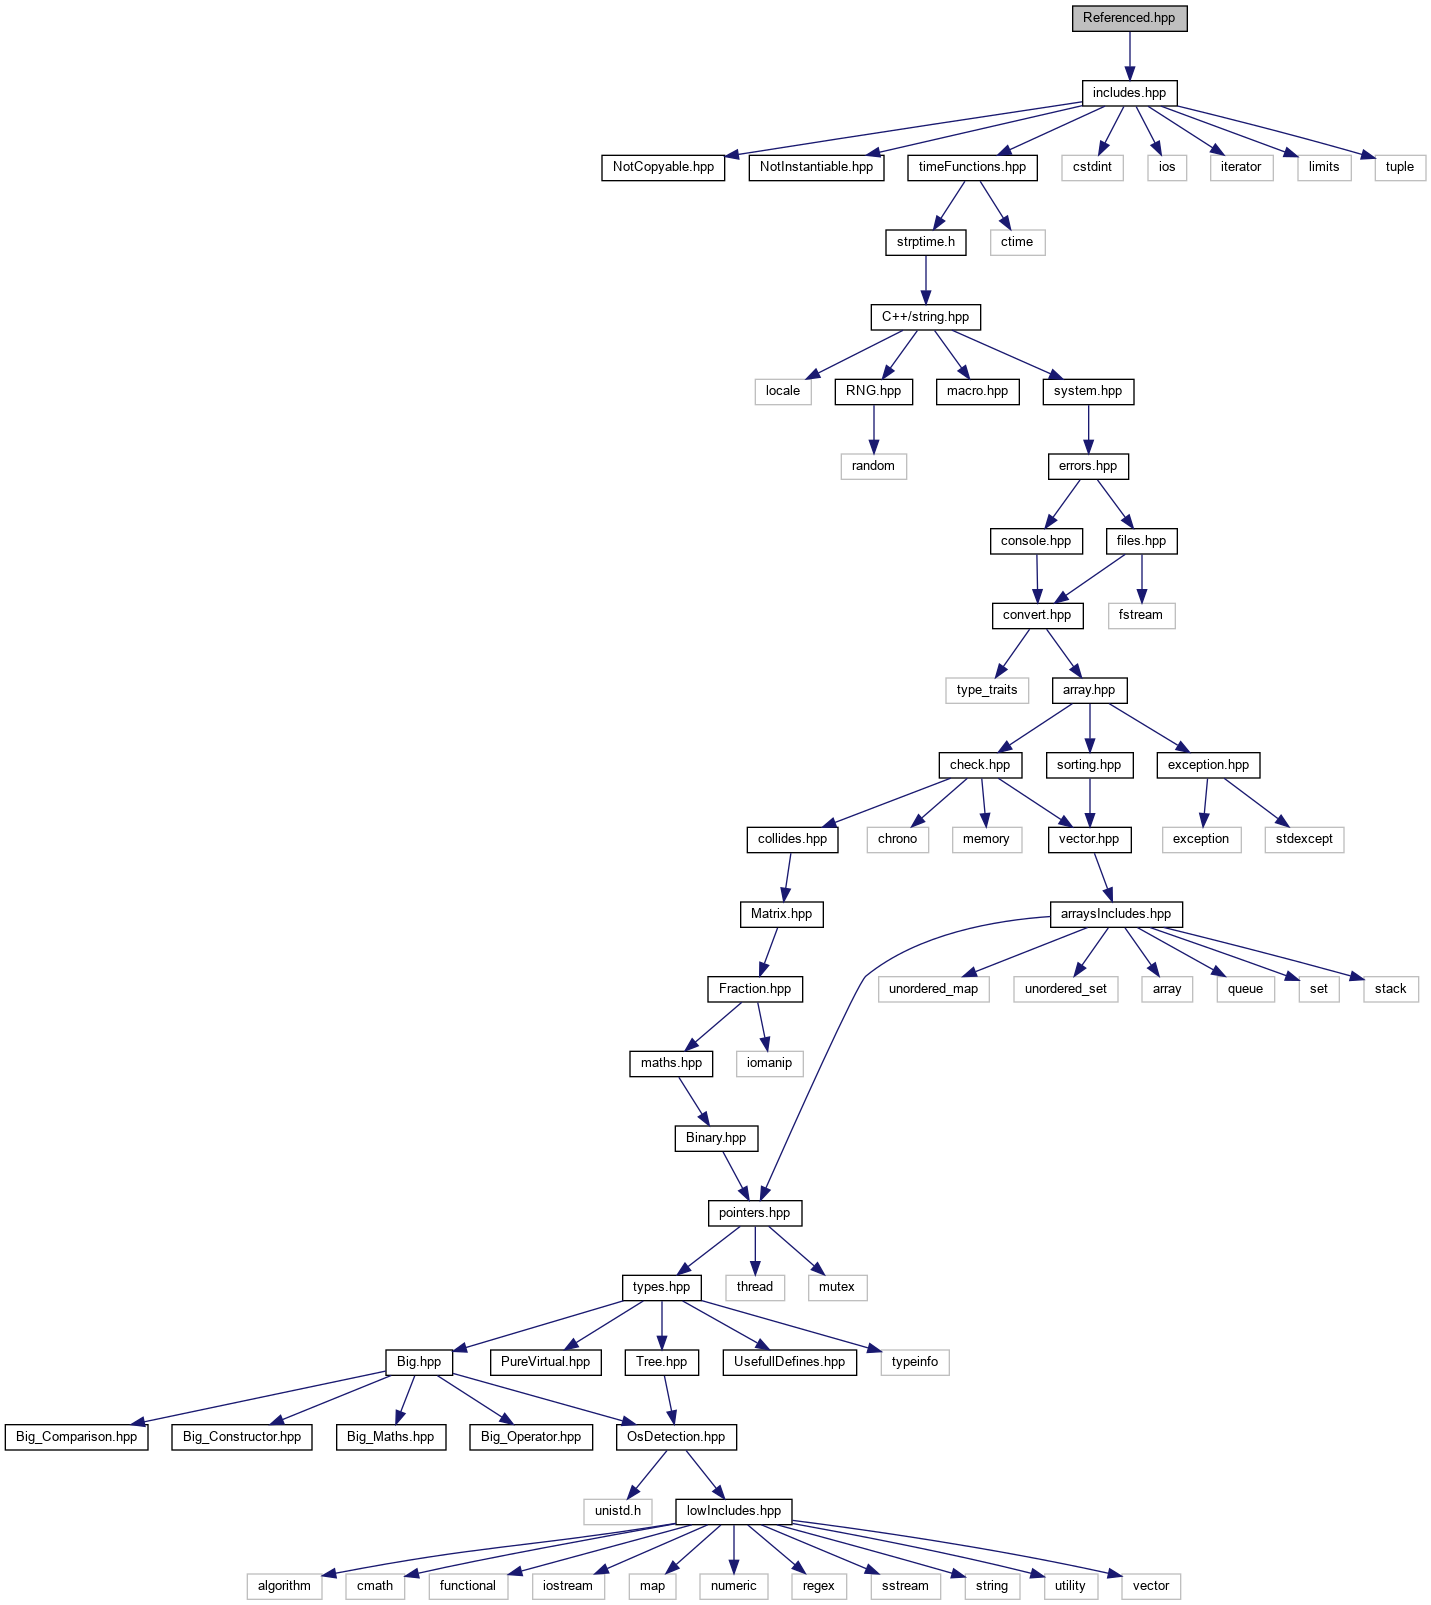 Referenced.hpp
includes.hpp
NotCopyable.hpp
NotInstantiable.hpp
timeFunctions.hpp
cstdint
ios
iterator
limits
tuple
strptime.h
ctime
C++/string.hpp
locale
RNG.hpp
macro.hpp
system.hpp
random
errors.hpp
console.hpp
files.hpp
convert.hpp
fstream
type_traits
array.hpp
check.hpp
sorting.hpp
exception.hpp
collides.hpp
chrono
memory
vector.hpp
exception
stdexcept
Matrix.hpp
arraysIncludes.hpp
Fraction.hpp
unordered_map
unordered_set
array
queue
set
stack
maths.hpp
iomanip
Binary.hpp
pointers.hpp
types.hpp
thread
mutex
Big.hpp
PureVirtual.hpp
Tree.hpp
UsefullDefines.hpp
typeinfo
Big_Comparison.hpp
Big_Constructor.hpp
Big_Maths.hpp
Big_Operator.hpp
OsDetection.hpp
unistd.h
lowIncludes.hpp
algorithm
cmath
functional
iostream
map
numeric
regex
sstream
string
utility
vector